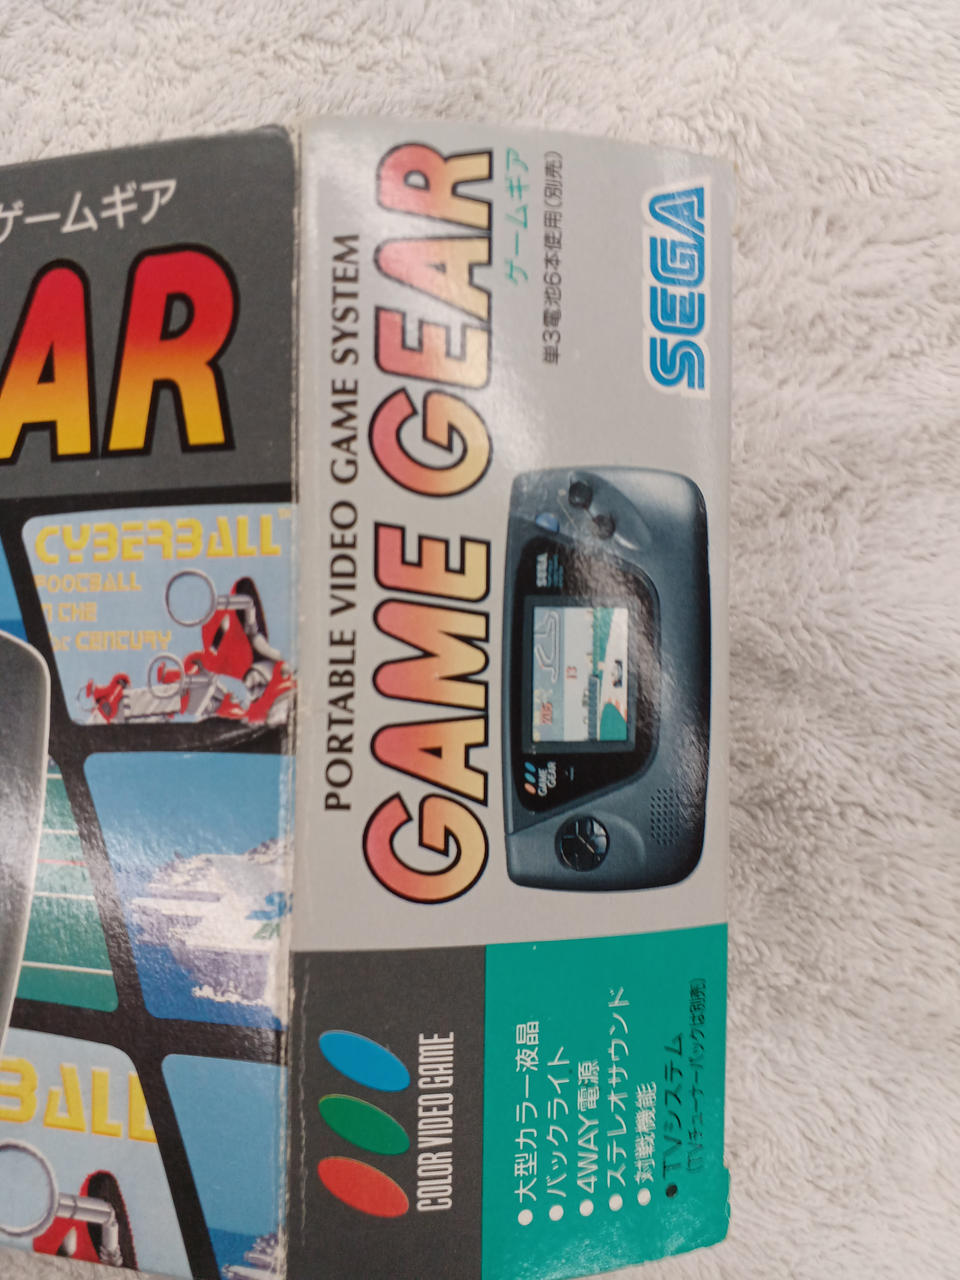 ゲームギア
AR
CYBERBALL™
FOOTBALL
CENTURY
BALL
PORTABLE VIDEO GAME SYSTEM
GAME GEAR
ゲームギア
単3電池6本使用(別売)
SEGA
SEGA
GAME
GEAR
COLOR VIDEO GAME
●大型カラー液晶
●バックライト
●4WAY電源
●ステレオサウンド
●対戦機能
●TVシステム
(TVチューナーパックは別売)